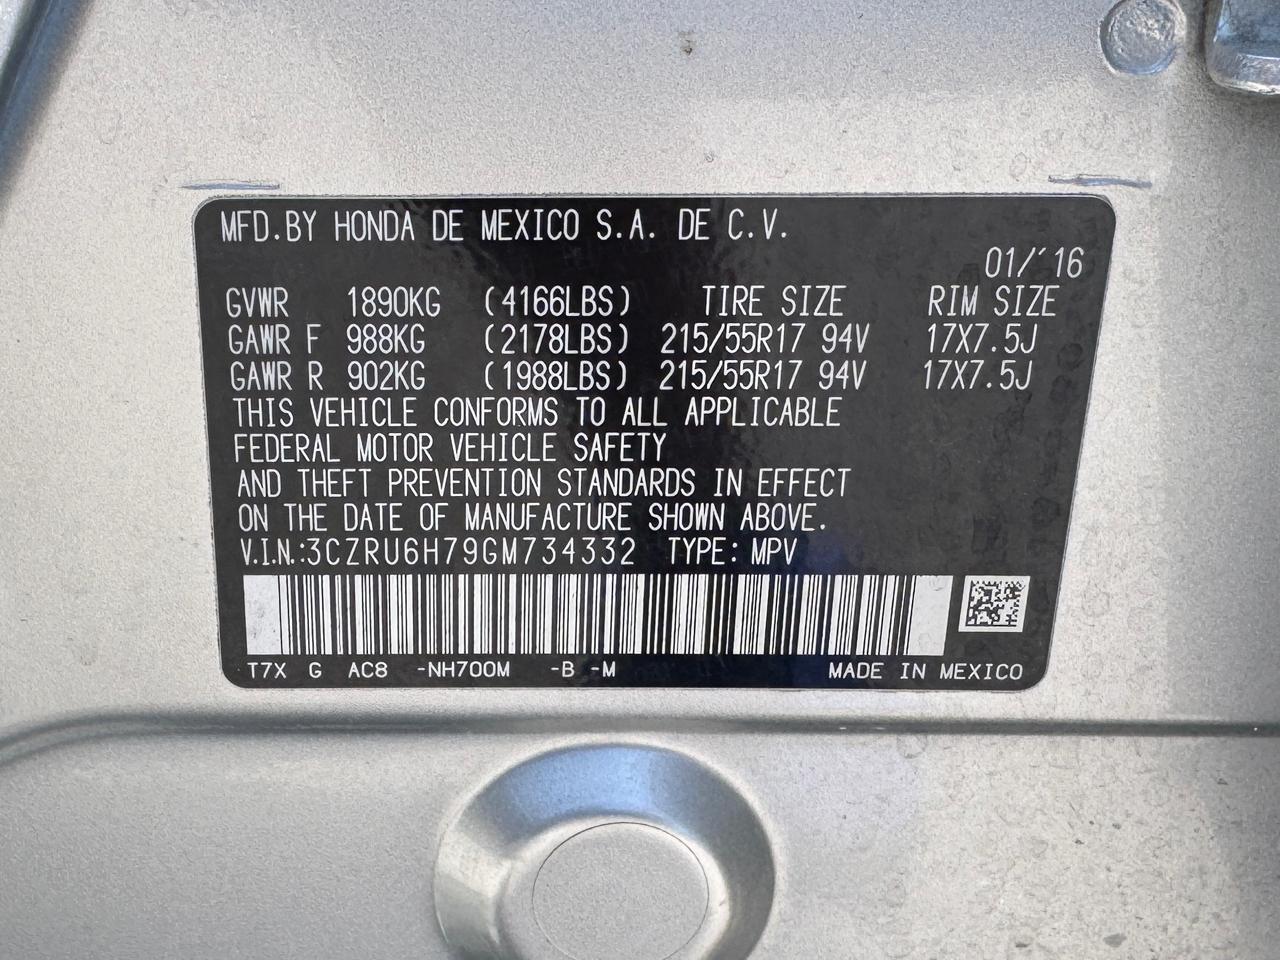 MFD.BY HONDA DE MEXICO S.A. DE C.V.
01/´16
GVWR 1890KG (4166LBS) TIRE SIZE RIM SIZE
GAWR F 988KG (2178LBS) 215/55R17 94V 17X7.5J
GAWR R 902KG (1988LBS) 215/55R17 94V 17X7.5J
THIS VEHICLE CONFORMS TO ALL APPLICABLE
FEDERAL MOTOR VEHICLE SAFETY
AND THEFT PREVENTION STANDARDS IN EFFECT
ON THE DATE OF MANUFACTURE SHOWN ABOVE.
V.I.N.:3CZRU6H79GM734332 TYPE: MPV
T7X G AC8 -NH700M -B -M MADE IN MEXICO